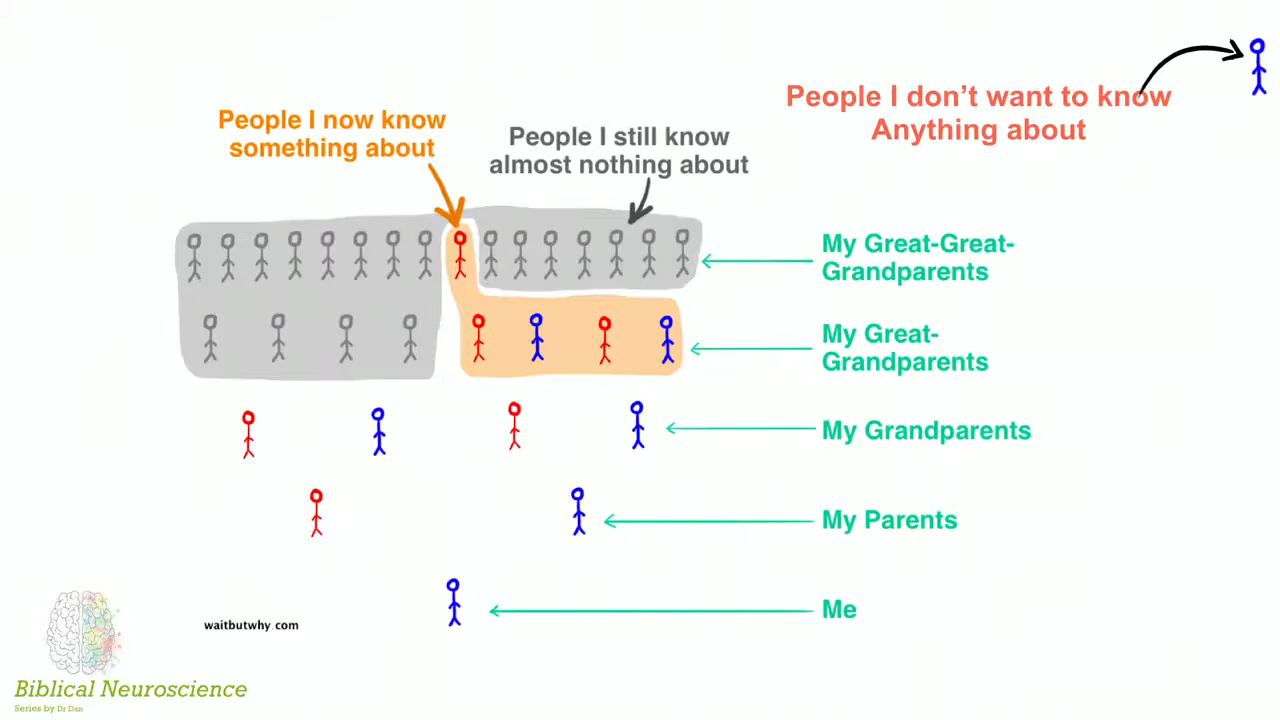 People I don't want to know
Anything about
People I now know
something about
People I still know
almost nothing about
My Great-Great-
Grandparents
My Great-
Grandparents
My Grandparents
My Parents
Me
waitbutwhy.com
Biblical Neuroscience
Series by Dr Dan